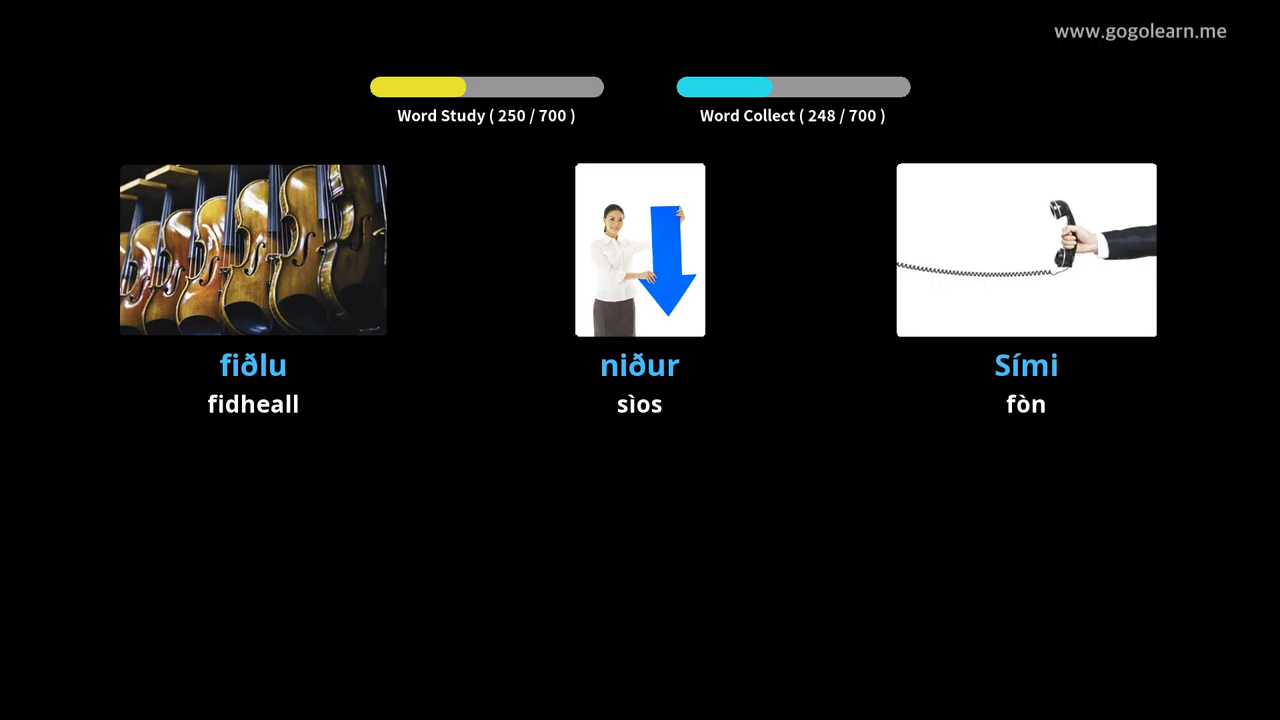 www.gogolearn.me
Word Study ( 250 / 700 )
Word Collect ( 248 / 700 )
fiðlu
niður
Sími
fidheall
sìos
fòn